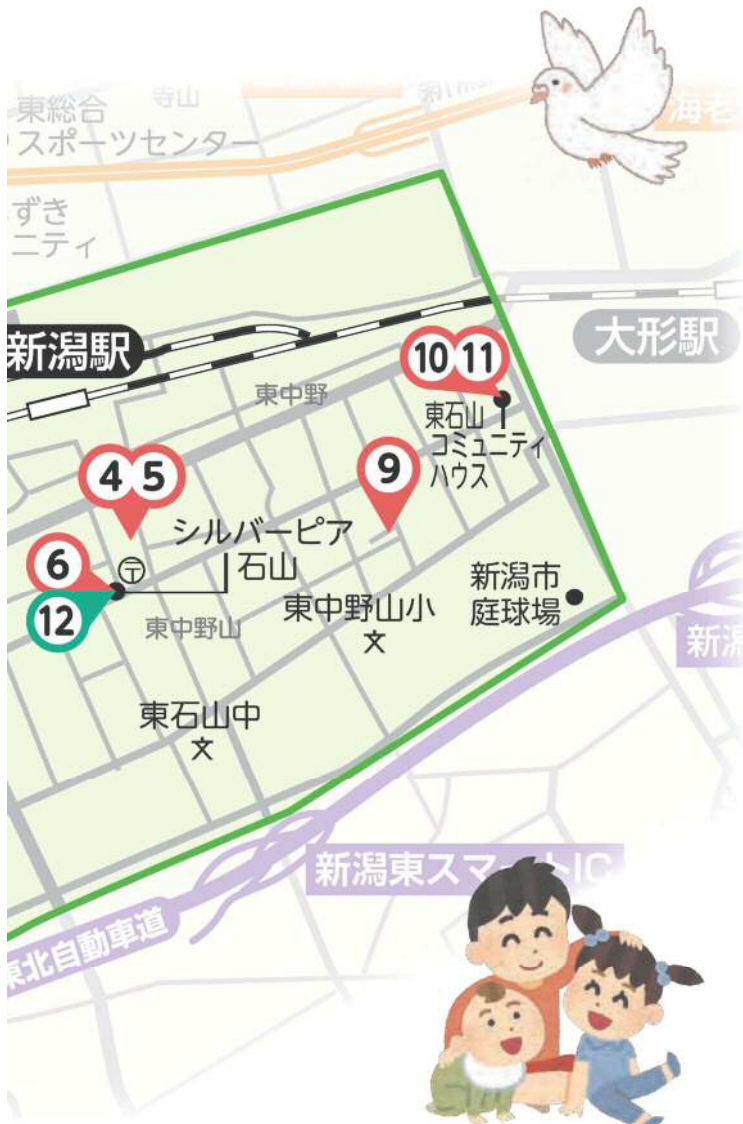 東総合
スポーツセンター
寺山
海老
ずき
ニティ
新潟駅
大形駅
10 11
東中野
東石山
コミュニティ
ハウス
4 5
9
シルバーピア
石山
6
〒
12
東中野山
東中野山小
文
新潟市
庭球場
新潟
東石山中
文
新潟東スマートIC
東北自動車道